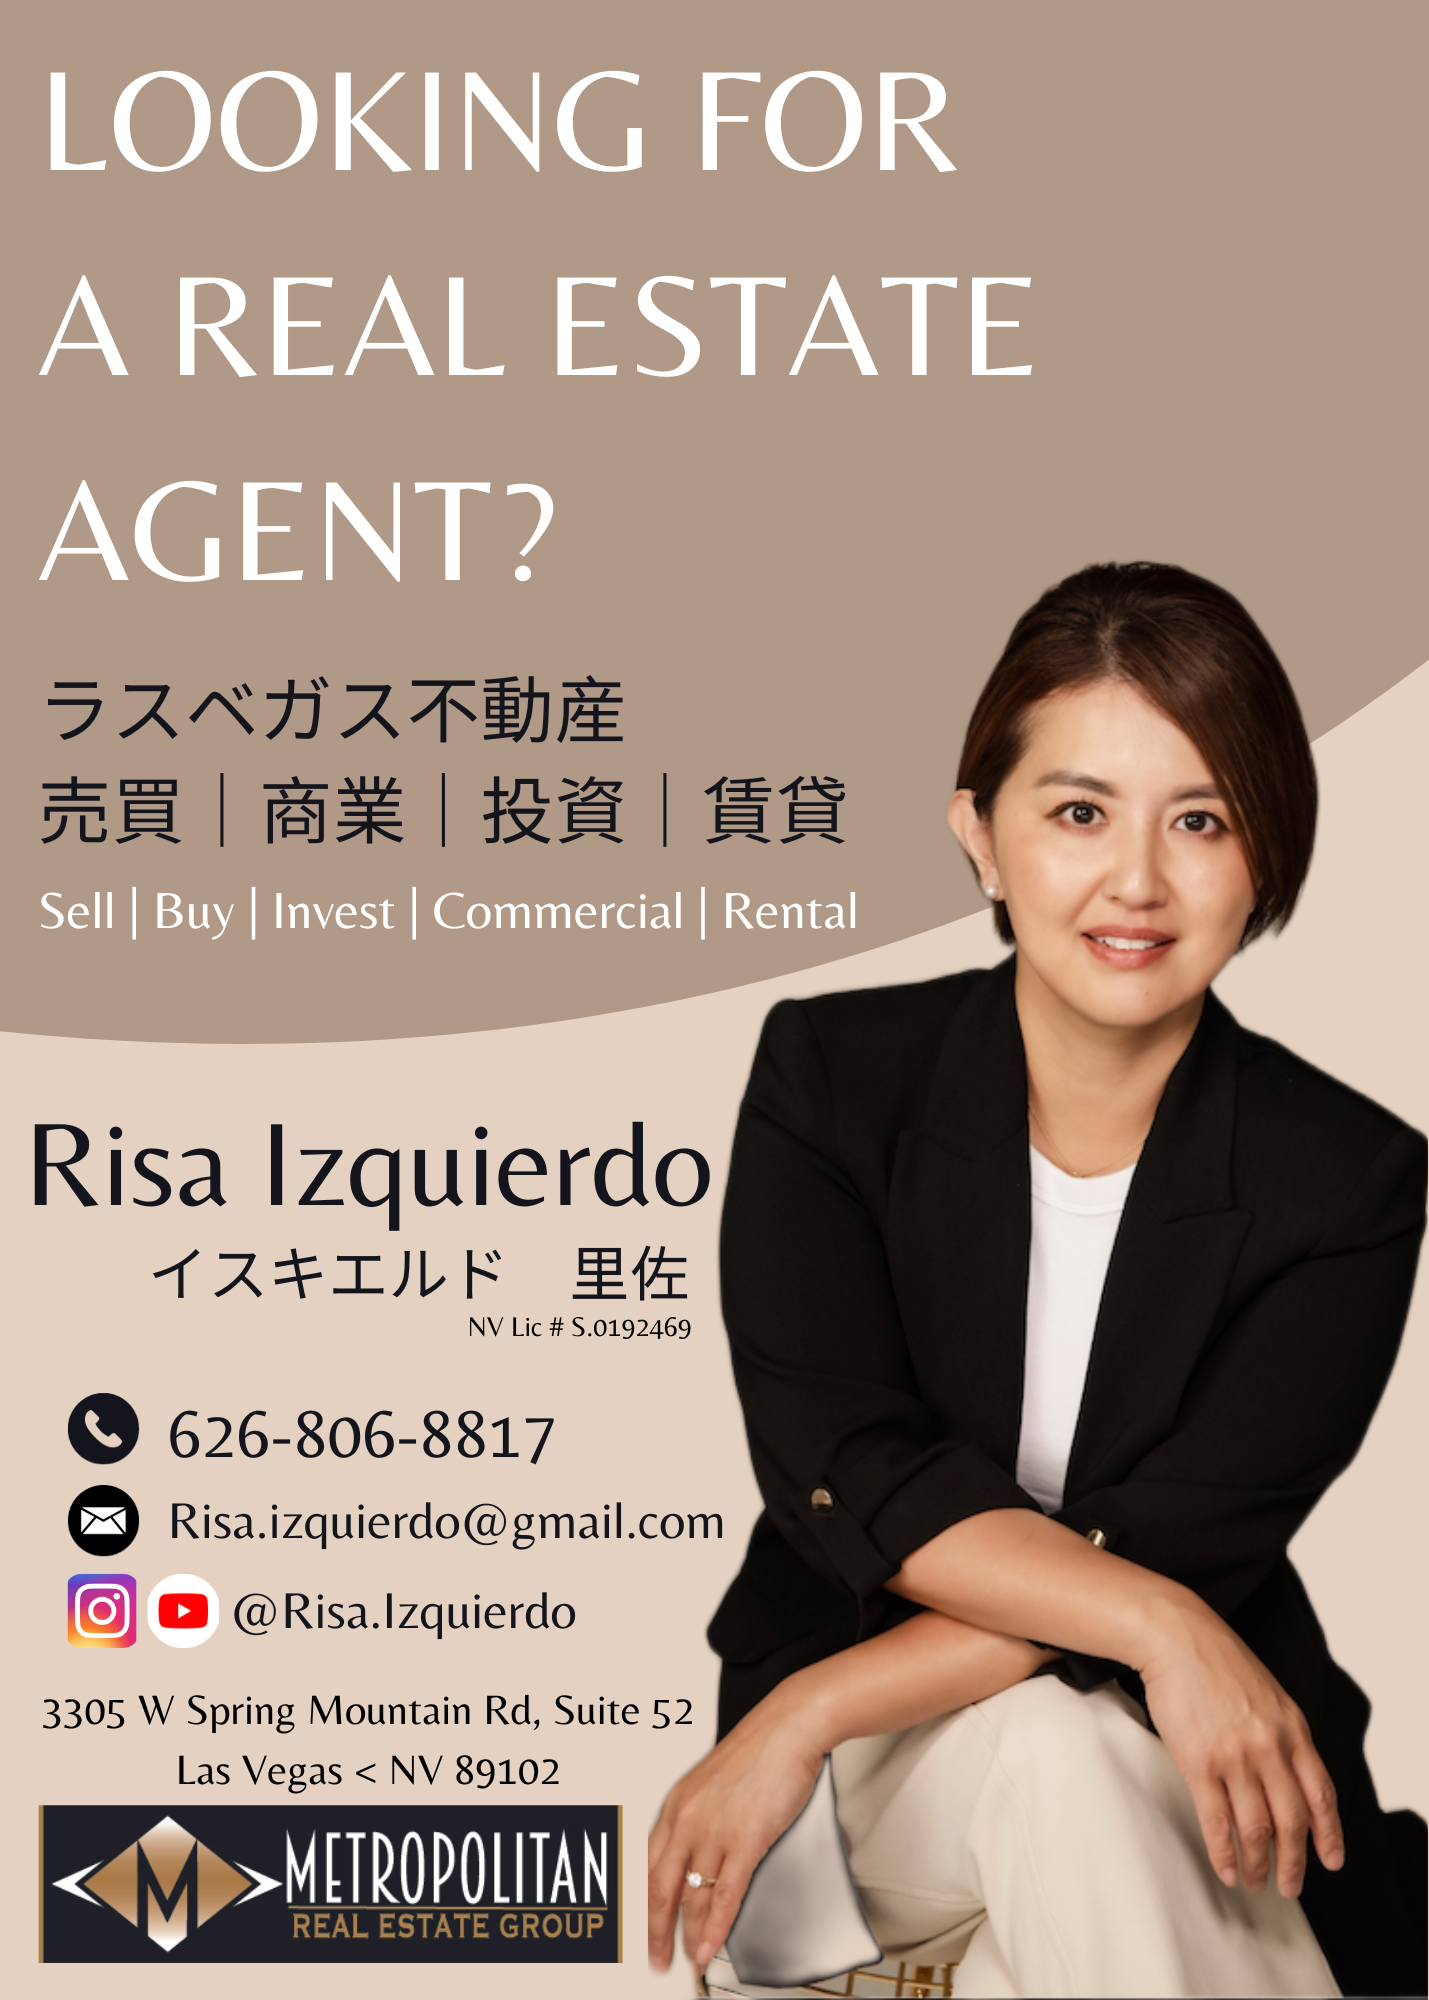 LOOKING FOR
A REAL ESTATE
AGENT?
ラスベガス不動産
売買｜商業｜投資｜賃貸
Sell | Buy | Invest | Commercial | Rental
Risa Izquierdo
イスキエルド　里佐
NV Lic # S.0192469
626-806-8817
Risa.izquierdo@gmail.com
@Risa.Izquierdo
3305 W Spring Mountain Rd, Suite 52
Las Vegas < NV 89102
M METROPOLITAN
REAL ESTATE GROUP